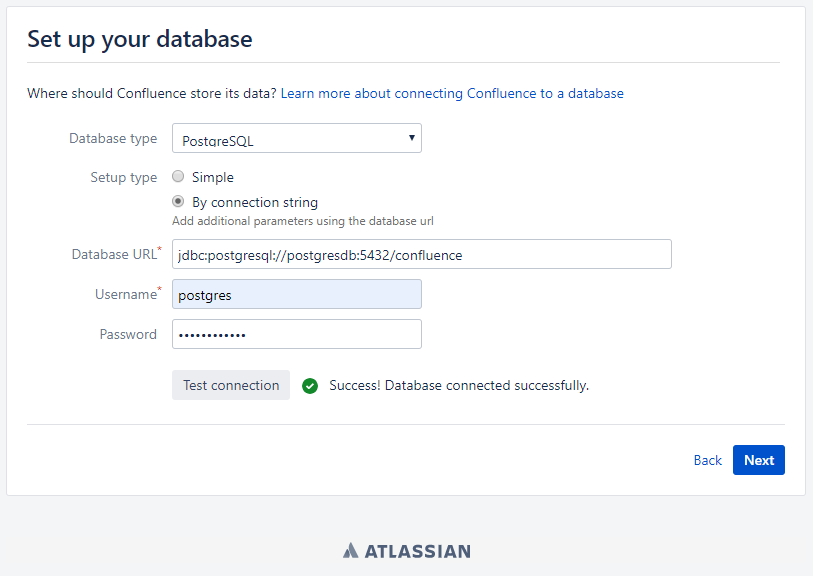 Set up your database
Where should Confluence store its data? Learn more about connecting Confluence to a database
Database type PostgreSQL
Setup type Simple
By connection string
Add additional parameters using the database url
Database URL* jdbc:postgresql://postgresdb:5432/confluence
Username* postgres
Password ••••••••••••
Test connection Success! Database connected successfully.
Back Next
ATLASSIAN